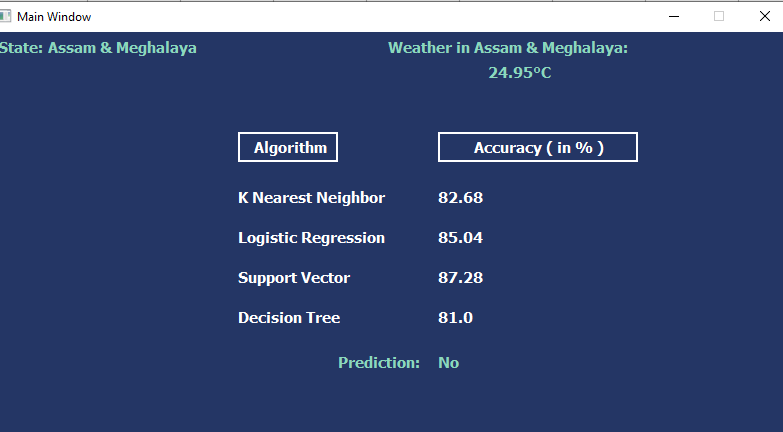 Main Window
State: Assam & Meghalaya
Weather in Assam & Meghalaya:
24.95°C
Algorithm Accuracy ( in % )
K Nearest Neighbor 82.68
Logistic Regression 85.04
Support Vector 87.28
Decision Tree 81.0
Prediction: No